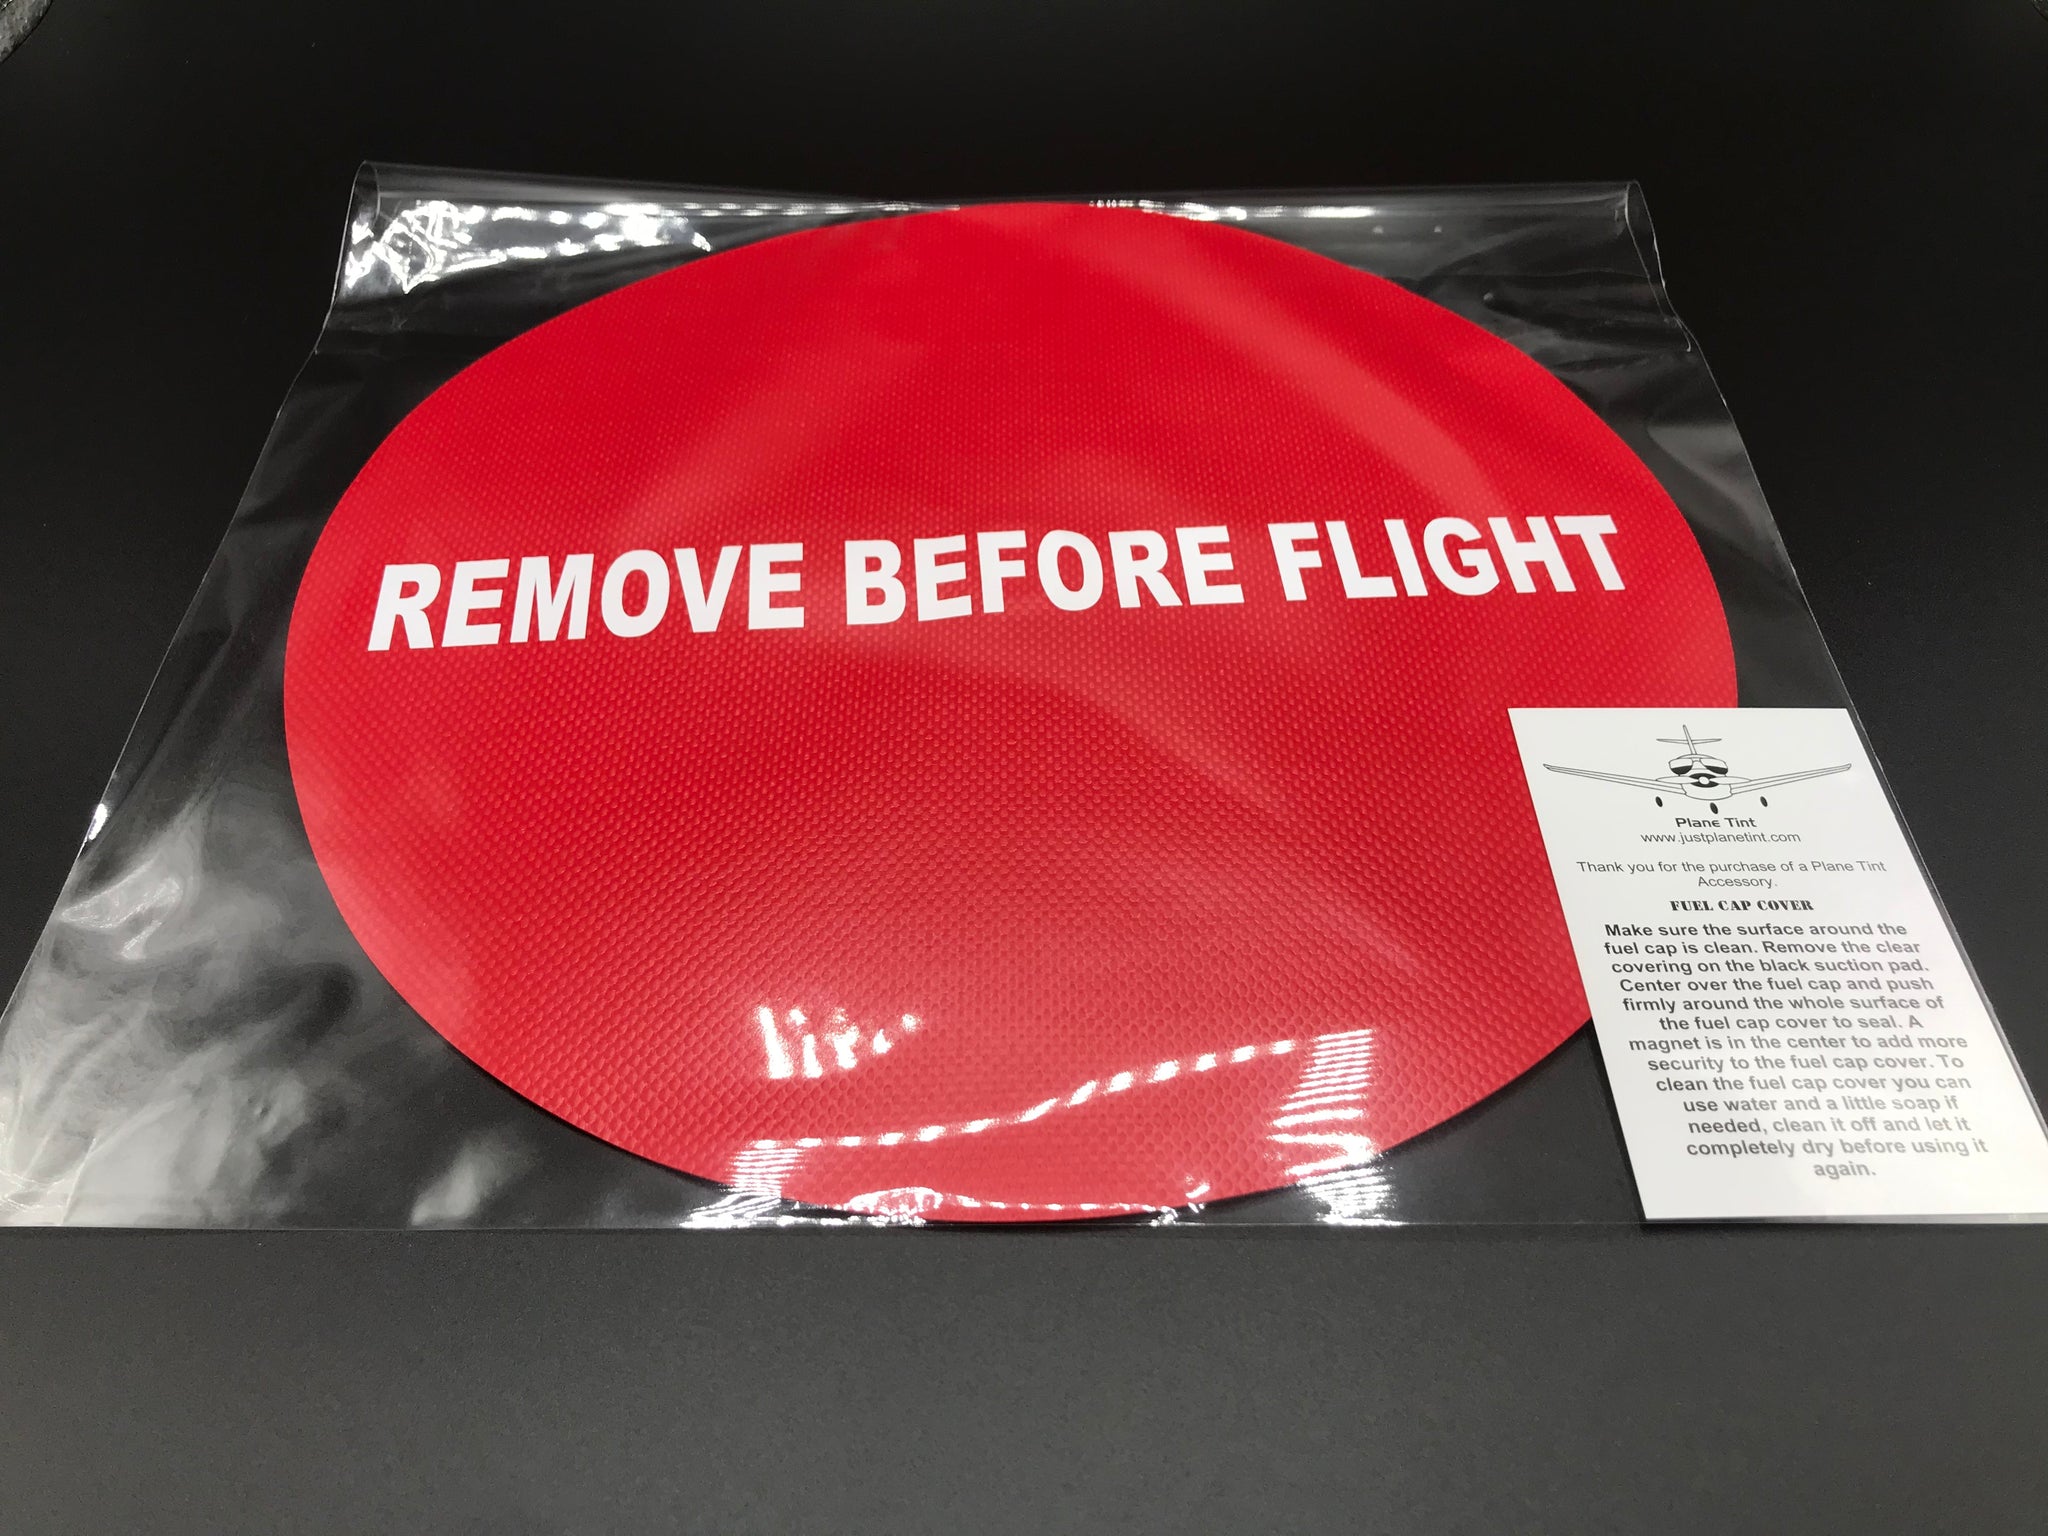 REMOVE BEFORE FLIGHT
Plane Tint
www.justplanetint.com
Thank you for the purchase of a Plane Tint
Accessory.
FUEL CAP COVER
Make sure the surface around the
fuel cap is clean. Remove the clear
covering on the black suction pad.
Center over the fuel cap and push
firmly around the whole surface of
the fuel cap cover to seal. A
magnet is in the center to add more
security to the fuel cap cover. To
clean the fuel cap cover you can
use water and a little soap if
needed, clean it off and let it
completely dry before using it
again.